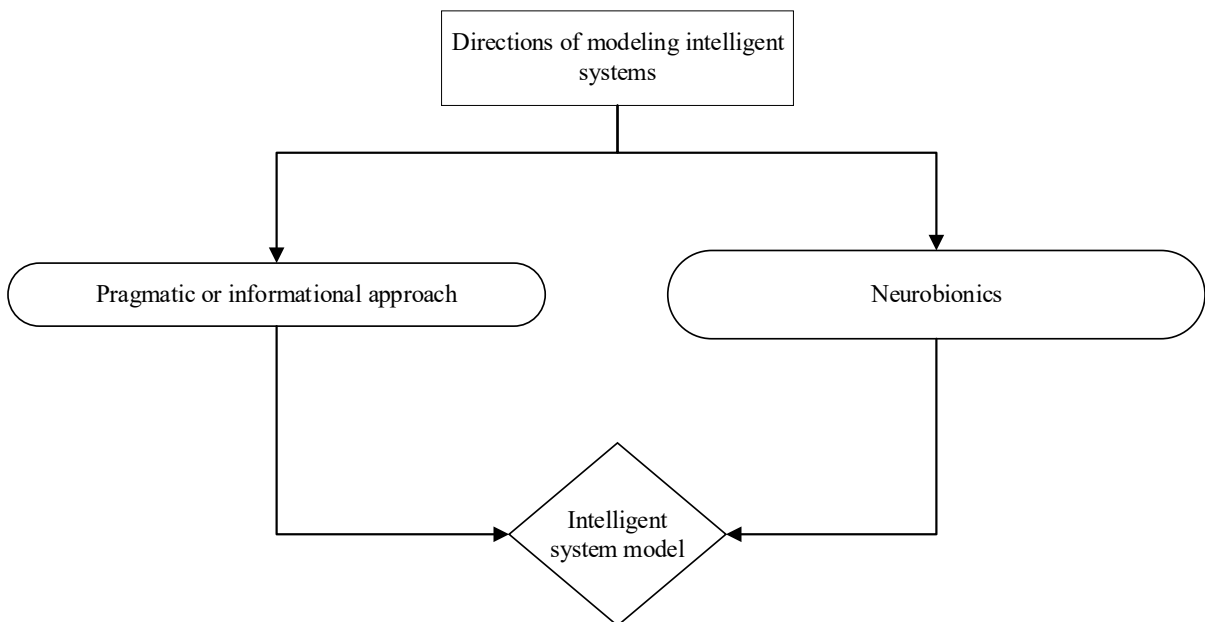 Directions of modeling intelligent
systems
Pragmatic or informational approach
Neurobionics
Intelligent
system model